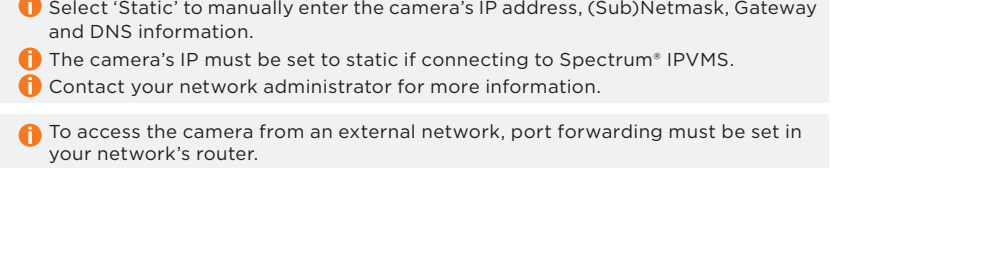 Select ‘Static’ to manually enter the camera’s IP address, (Sub)Netmask, Gateway
and DNS information.
The camera’s IP must be set to static if connecting to Spectrum® IPVMS.
Contact your network administrator for more information.
To access the camera from an external network, port forwarding must be set in
your network’s router.